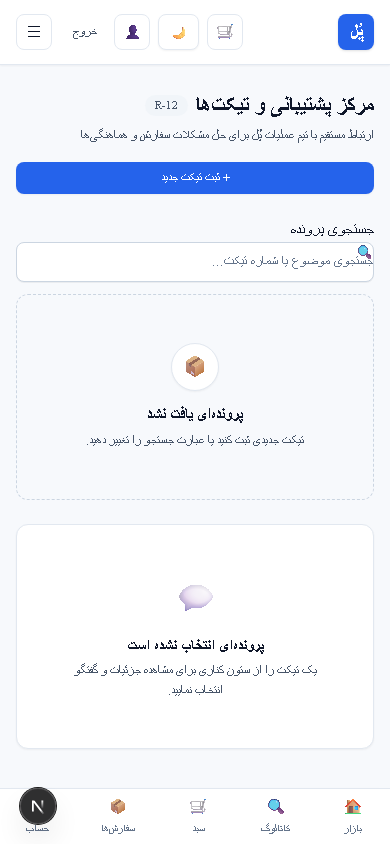 پُل
خروج
مرکز پشتیبانی و تیکت‌ها R-12
ارتباط مستقیم با تیم عملیات پُل برای حل مشکلات سفارش و هماهنگی‌ها
+ ثبت تیکت جدید
جستجوی پرونده
جستجوی موضوع یا شماره تیکت...
پرونده‌ای یافت نشد
تیکت جدیدی ثبت کنید یا عبارت جستجو را تغییر دهید.
پرونده‌ای انتخاب نشده است
یک تیکت را از ستون کناری برای مشاهده جزئیات و گفتگو
انتخاب نمایید.
بازار
کاتالوگ
سبد
سفارش‌ها
حساب
N